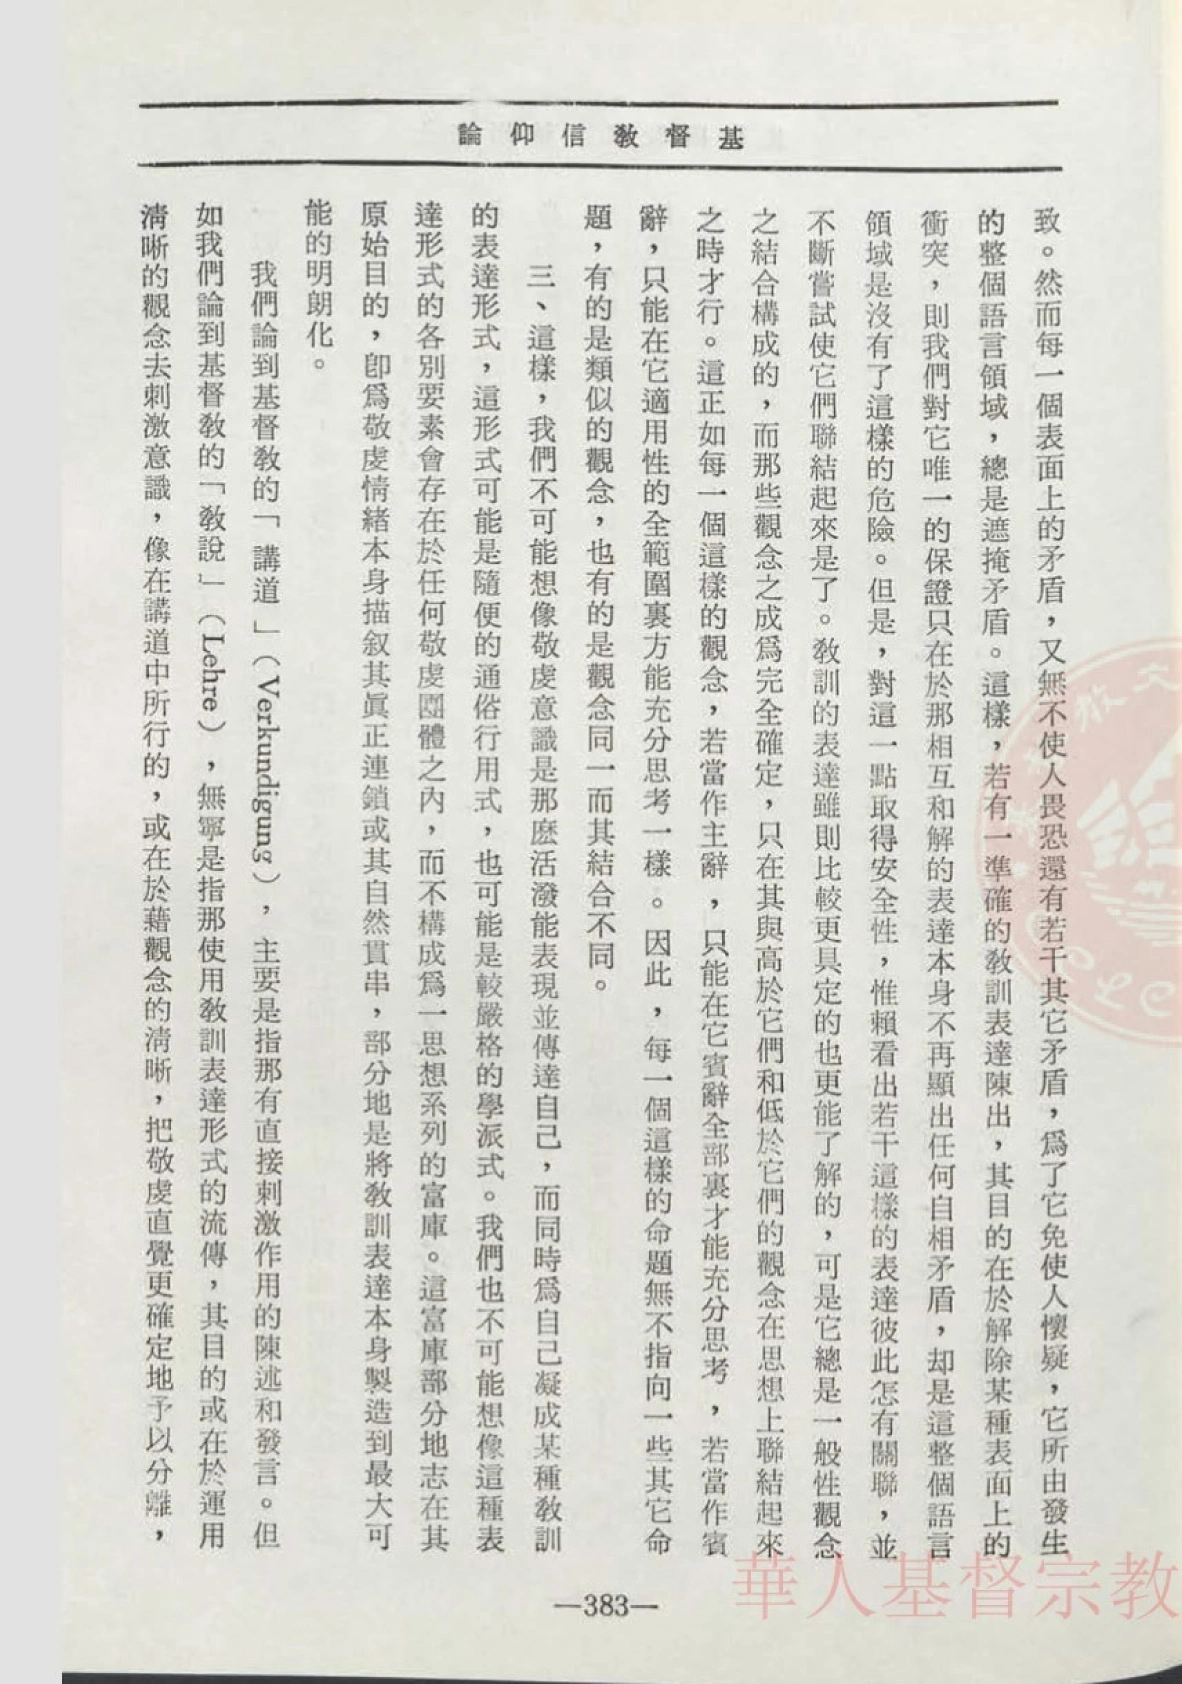 基督教信仰論
致。然而每一個表面上的矛盾，又無不使人畏恐還有若干其它矛盾，爲了它免使人懷疑，它所由發生
的整個語言領域，總是遮掩矛盾。這樣，若有一準確的教訓表達陳出，其目的在於解除某種表面上的
衝突，則我們對它唯一的保證只在於那相互和解的表達本身不再顯出任何自相矛盾，却是這整個語言
領域是沒有了這樣的危險。但是，對這一點取得安全性，惟賴看出若干這樣的表達彼此怎有關聯，並
不斷嘗試使它們聯結起來是了。教訓的表達雖則比較更具定的也更能了解的，可是它總是一般性觀念
之結合構成的，而那些觀念之成爲完全確定，只在其與高於它們和低於它們的觀念在思想上聯結起來
之時才行。這正如每一個這樣的觀念，若當作主辭，只能在它賓辭全部裏才能充分思考，若當作賓
辭，只能在它適用性的全範圍裏方能充分思考一樣。因此，每一個這樣的命題無不指向一些其它命
題，有的是類似的觀念，也有的是觀念同一而其結合不同。
三、這樣，我們不可能想像敬虔意識是那麽活潑能表現並傳達自己，而同時爲自己凝成某種教訓
的表達形式，這形式可能是隨便的通俗行用式，也可能是較嚴格的學派式。我們也不可能想像這種表
達形式的各別要素會存在於任何敬虔團體之內，而不構成爲一思想系列的富庫。這富庫部分地志在其
原始目的，卽爲敬虔情緒本身描叙其眞正連鎖或其自然貫串，部分地是將教訓表達本身製造到最大可
能的明朗化。
我們論到基督教的「講道」（Verkundigung），主要是指那有直接刺激作用的陳述和發言。但
如我們論到基督教的「教說」（Lehre），無寧是指那使用教訓表達形式的流傳，其目的或在於運用
淸晰的觀念去刺激意識，像在講道中所行的，或在於藉觀念的淸晰，把敬虔直覺更確定地予以分離，
—383—
華人基督宗教